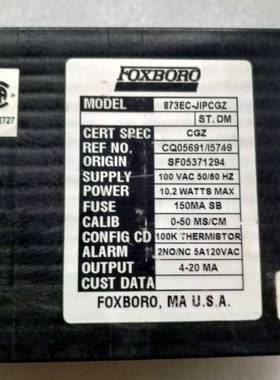 FOXBORO
MODEL 873EC-JIPCGZ
ST. DM
CERT SPEC CGZ
REF NO. CQ05691/I5749
ORIGIN SF05371294
SUPPLY 100 VAC 50/60 HZ
POWER 10.2 WATTS MAX
FUSE 150MA SB
CALIB 0-50 MS/CM
CONFIG CD 100K THERMISTOR
ALARM 2NO/NC 5A120VAC
OUTPUT 4-20 MA
CUST DATA
FOXBORO, MA U.S.A.
2727